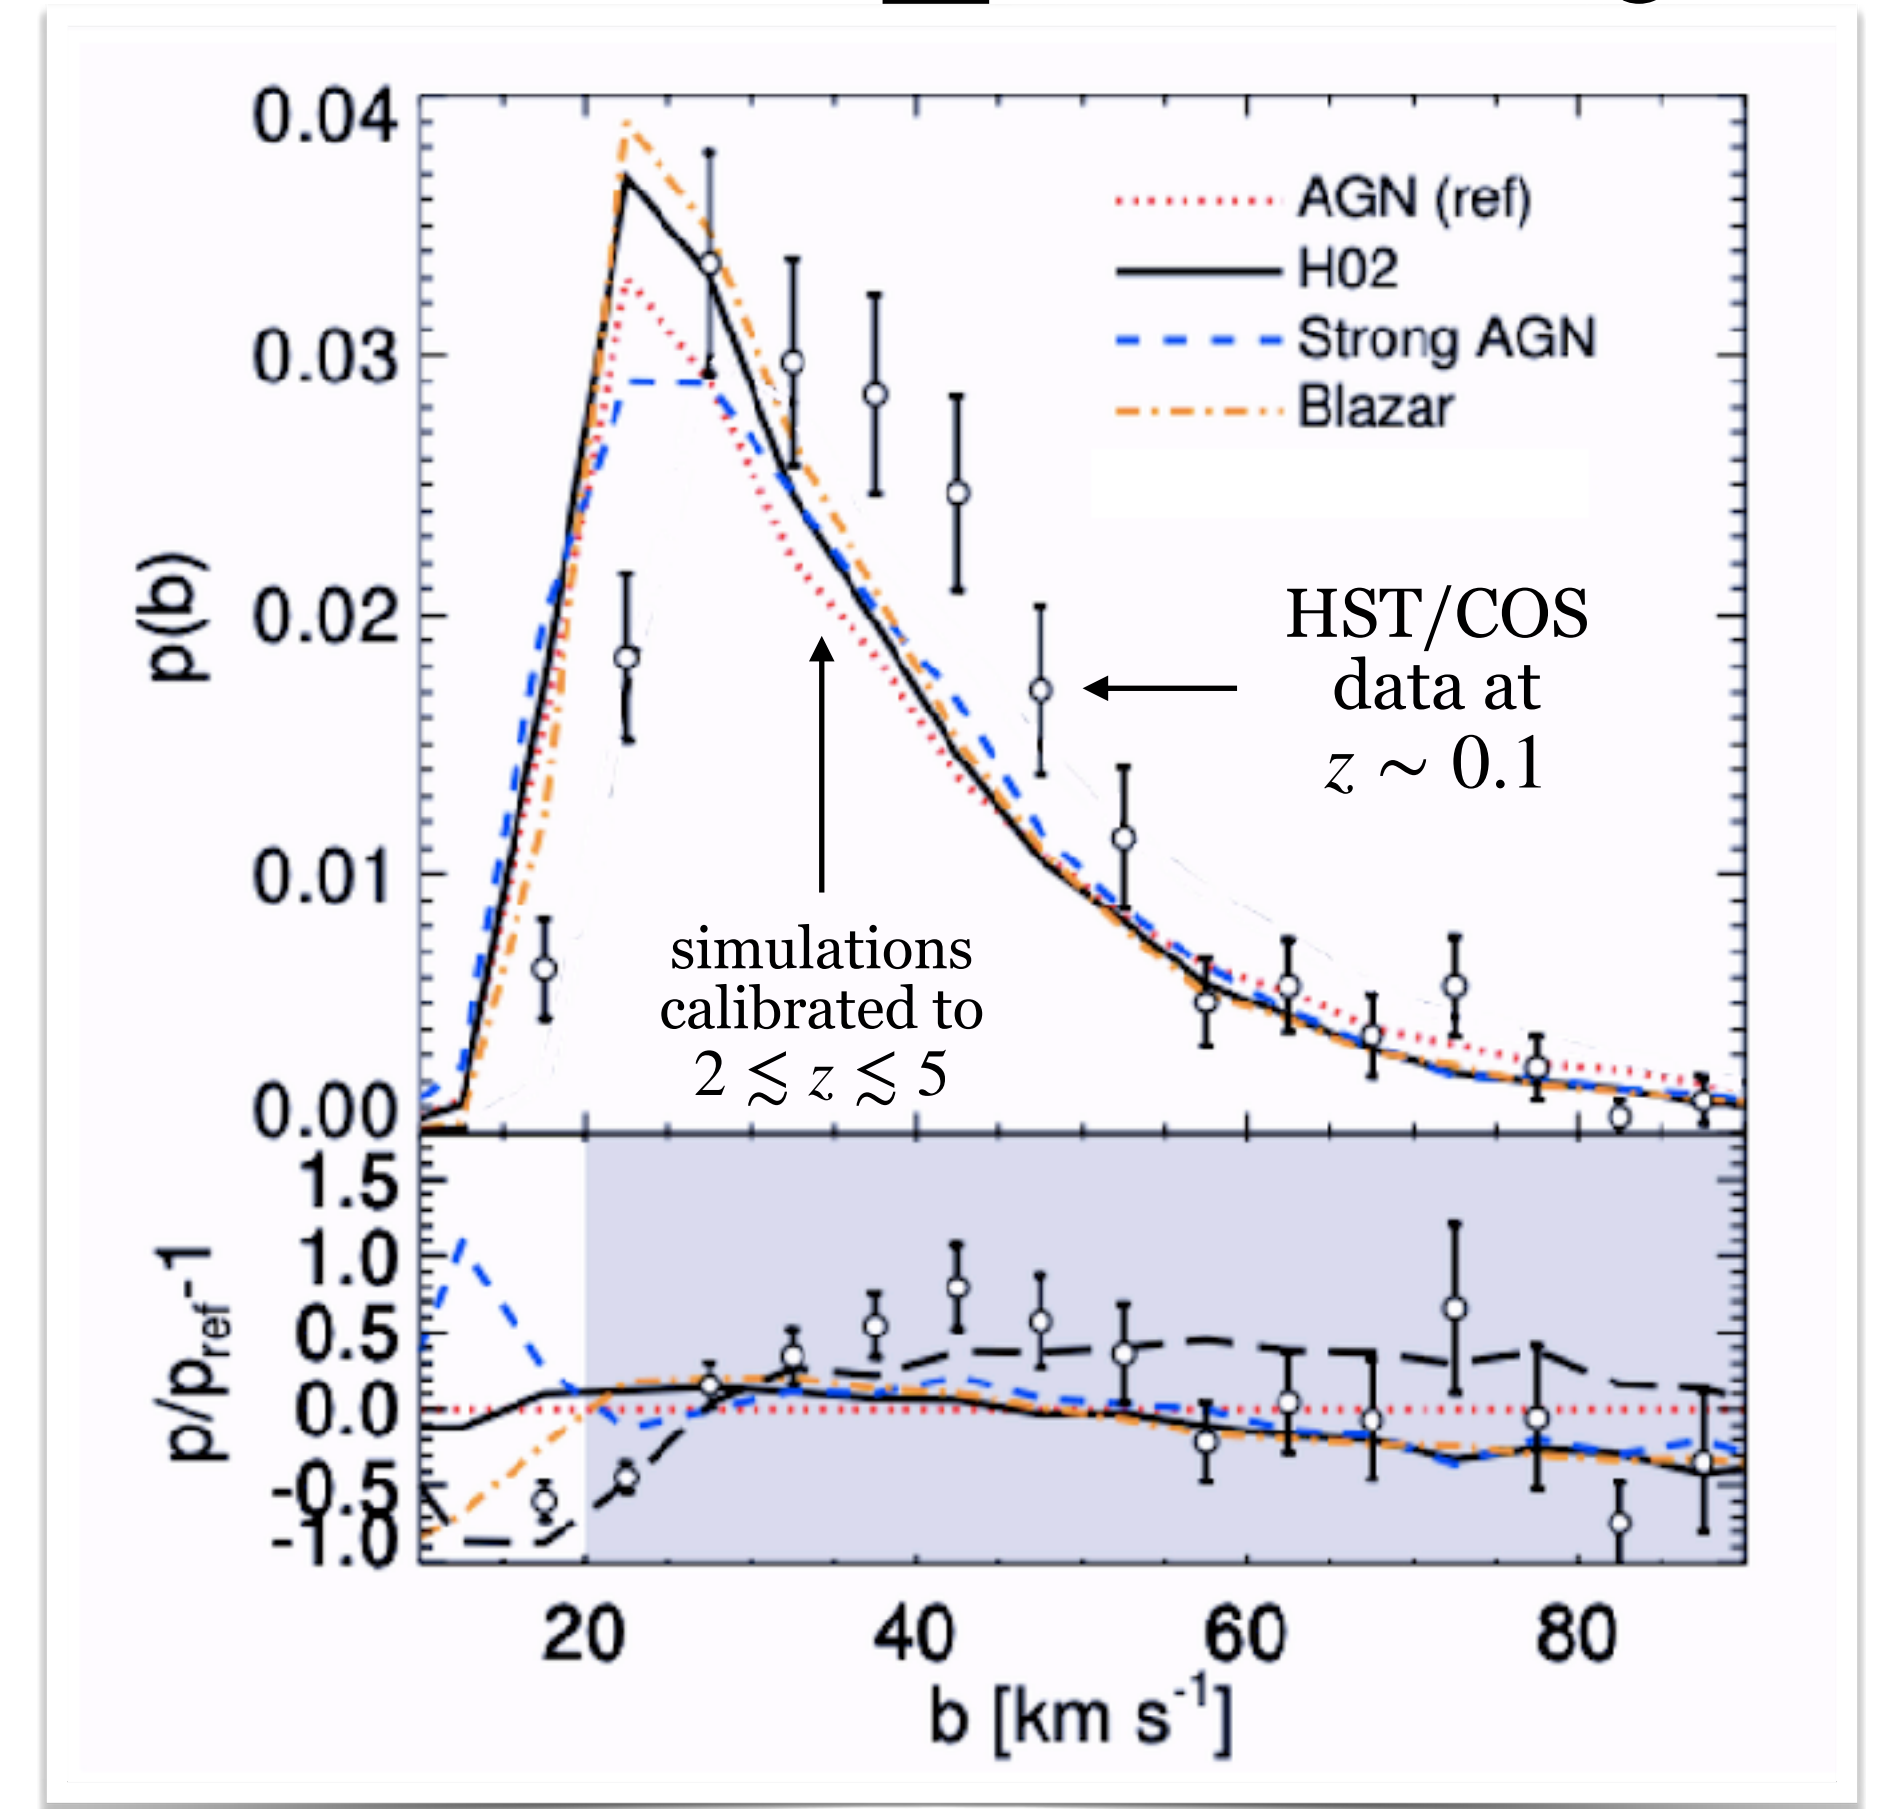 0.04
0.03
0.02
0.01
0.00
p(b)
AGN (ref)
H02
Strong AGN
Blazar
HST/COS
data at
z ∼ 0.1
simulations
calibrated to
2 ≲ z ≲ 5
1.5
1.0
0.5
0.0
-0.5
-1.0
p/pref-1
20 40 60 80
b [km s-1]